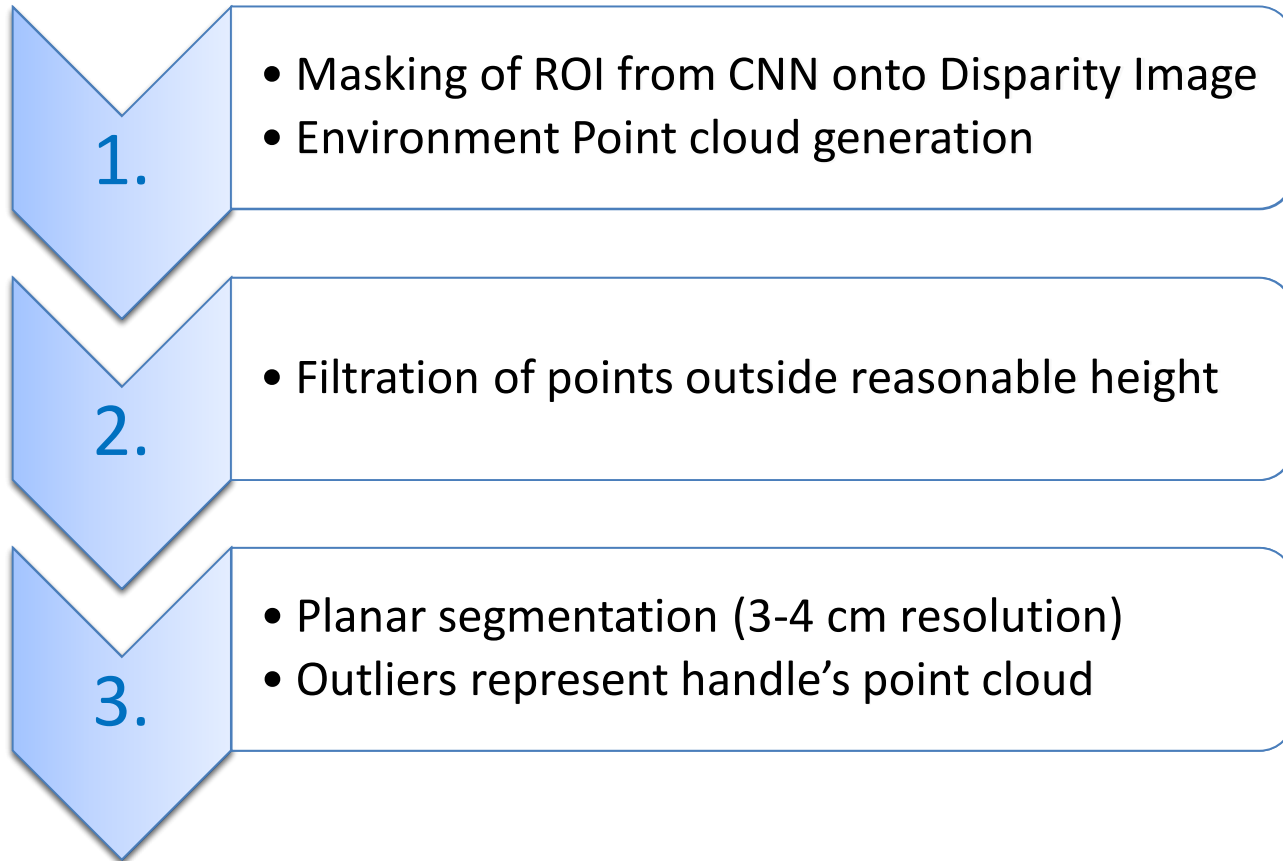 1.
• Masking of ROI from CNN onto Disparity Image
• Environment Point cloud generation
2.
• Filtration of points outside reasonable height
3.
• Planar segmentation (3-4 cm resolution)
• Outliers represent handle’s point cloud